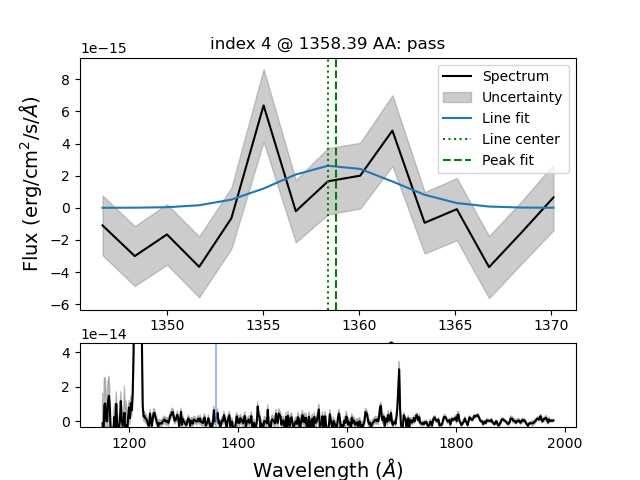 index 4 @ 1358.39 AA: pass
1e−15
Flux (erg/cm²/s/Å)
8
6
4
2
0
−2
−4
−6
Spectrum
Uncertainty
Line fit
Line center
Peak fit
1350 1355 1360 1365 1370
1e−14
4
2
0
1200 1400 1600 1800 2000
Wavelength (Å)